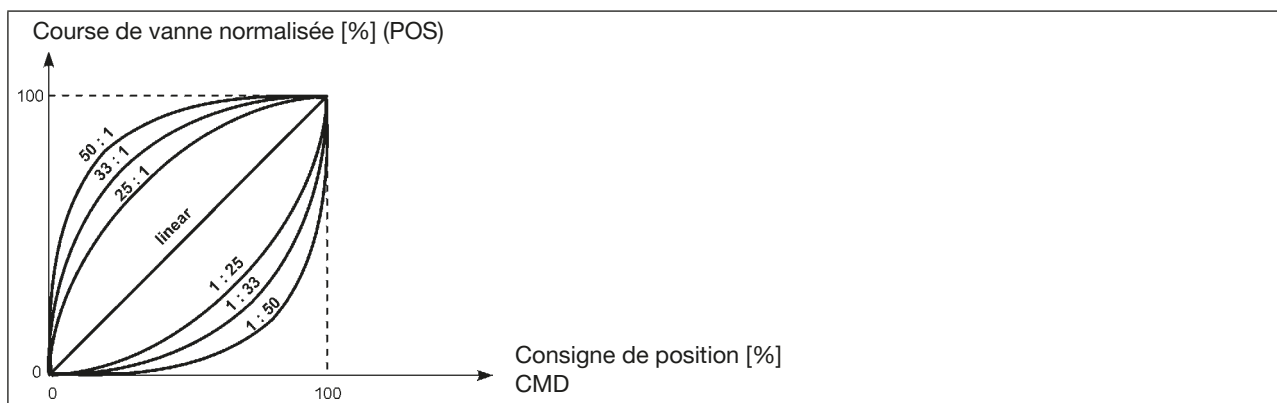 Course de vanne normalisée [%] (POS)
100
50 : 1
33 : 1
25 : 1
linear
1 : 25
1 : 33
1 : 50
0
0
100
Consigne de position [%]
CMD